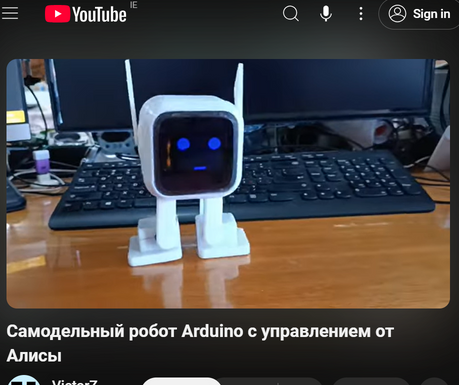 YouTube IE
Sign in
Самодельный робот Arduino с управлением от
Алисы